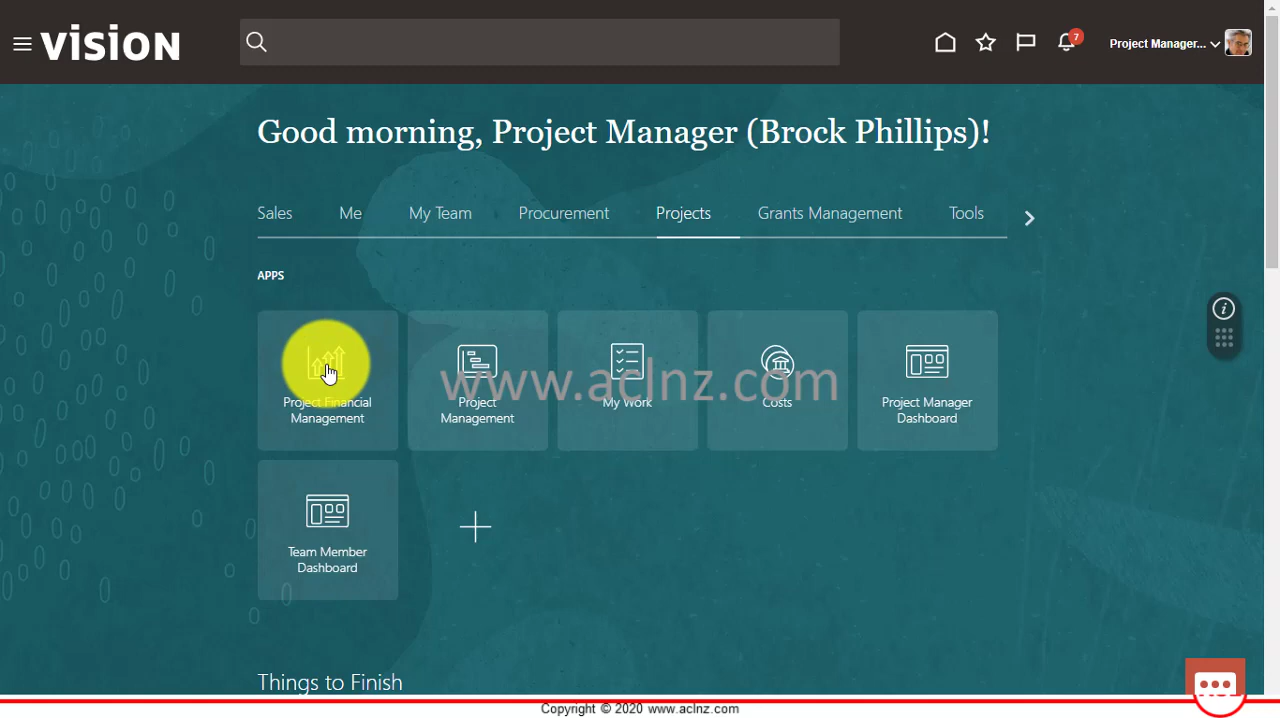 VISION
7
Project Manager...
Good morning, Project Manager (Brock Phillips)!
Sales Me My Team Procurement Projects Grants Management Tools
APPS
Project Financial Management
Project Management
My Work
Costs
Project Manager Dashboard
www.aclnz.com
Team Member Dashboard
Things to Finish
Copyright © 2020 www.aclnz.com